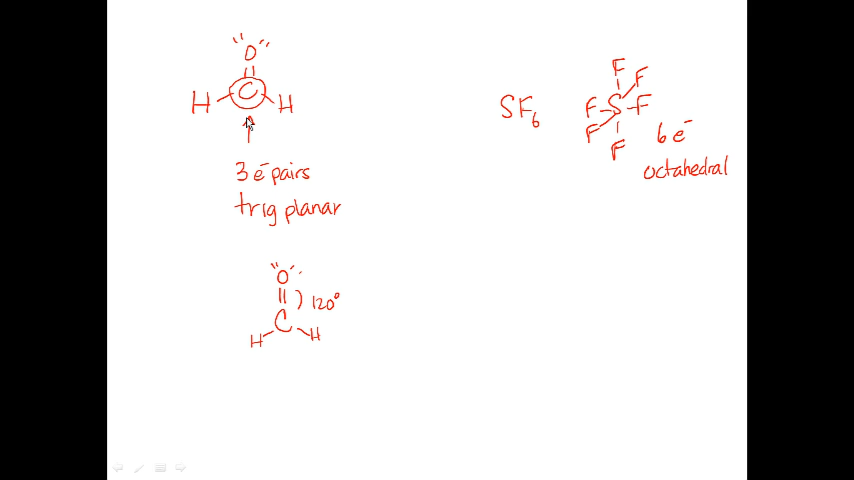 O
H C H
3 e⁻ pairs
trig planar
O
120°
C
H H
SF₆
F
F
F S F
F
F
6 e⁻
octahedral